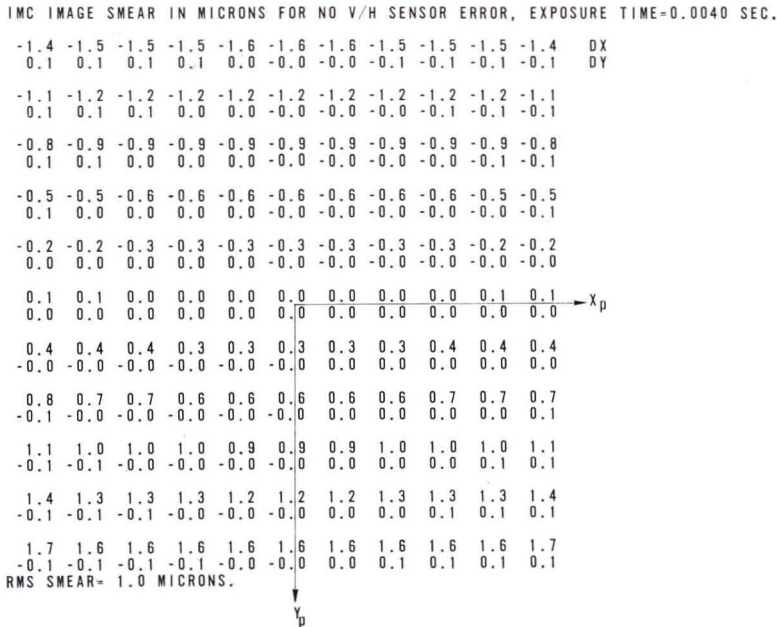 IMC IMAGE SMEAR IN MICRONS FOR NO V/H SENSOR ERROR, EXPOSURE TIME=0.0040 SEC.
-1.4 -1.5 -1.5 -1.5 -1.6 -1.6 -1.6 -1.5 -1.5 -1.5 -1.4 DX
0.1 0.1 0.1 0.1 0.0 -0.0 -0.0 -0.1 -0.1 -0.1 -0.1 DY
-1.1 -1.2 -1.2 -1.2 -1.2 -1.2 -1.2 -1.2 -1.2 -1.2 -1.1
0.1 0.1 0.1 0.0 0.0 -0.0 -0.0 -0.0 -0.1 -0.1 -0.1
-0.8 -0.9 -0.9 -0.9 -0.9 -0.9 -0.9 -0.9 -0.9 -0.9 -0.8
0.1 0.1 0.0 0.0 0.0 -0.0 -0.0 -0.0 -0.0 -0.1 -0.1
-0.5 -0.5 -0.6 -0.6 -0.6 -0.6 -0.6 -0.6 -0.6 -0.5 -0.5
0.1 0.0 0.0 0.0 0.0 -0.0 -0.0 -0.0 -0.0 -0.0 -0.1
-0.2 -0.2 -0.3 -0.3 -0.3 -0.3 -0.3 -0.3 -0.3 -0.2 -0.2
0.0 0.0 0.0 0.0 0.0 -0.0 -0.0 -0.0 -0.0 -0.0 -0.0
0.1 0.1 0.0 0.0 0.0 0.0 0.0 0.0 0.0 0.1 0.1 Xp
0.0 0.0 0.0 0.0 0.0 0.0 0.0 0.0 0.0 0.0 0.0
0.4 0.4 0.4 0.3 0.3 0.3 0.3 0.3 0.4 0.4 0.4
-0.0 -0.0 -0.0 -0.0 -0.0 -0.0 0.0 0.0 0.0 0.0 0.0
0.8 0.7 0.7 0.6 0.6 0.6 0.6 0.6 0.7 0.7 0.7
-0.1 -0.0 -0.0 -0.0 -0.0 -0.0 0.0 0.0 0.0 0.0 0.1
1.1 1.0 1.0 1.0 0.9 0.9 0.9 1.0 1.0 1.0 1.1
-0.1 -0.1 -0.0 -0.0 -0.0 -0.0 0.0 0.0 0.0 0.1 0.1
1.4 1.3 1.3 1.3 1.2 1.2 1.2 1.3 1.3 1.3 1.4
-0.1 -0.1 -0.1 -0.0 -0.0 -0.0 0.0 0.0 0.1 0.1 0.1
1.7 1.6 1.6 1.6 1.6 1.6 1.6 1.6 1.6 1.6 1.7
-0.1 -0.1 -0.1 -0.1 -0.0 -0.0 0.0 0.1 0.1 0.1 0.1
RMS SMEAR= 1.0 MICRONS.
Yp